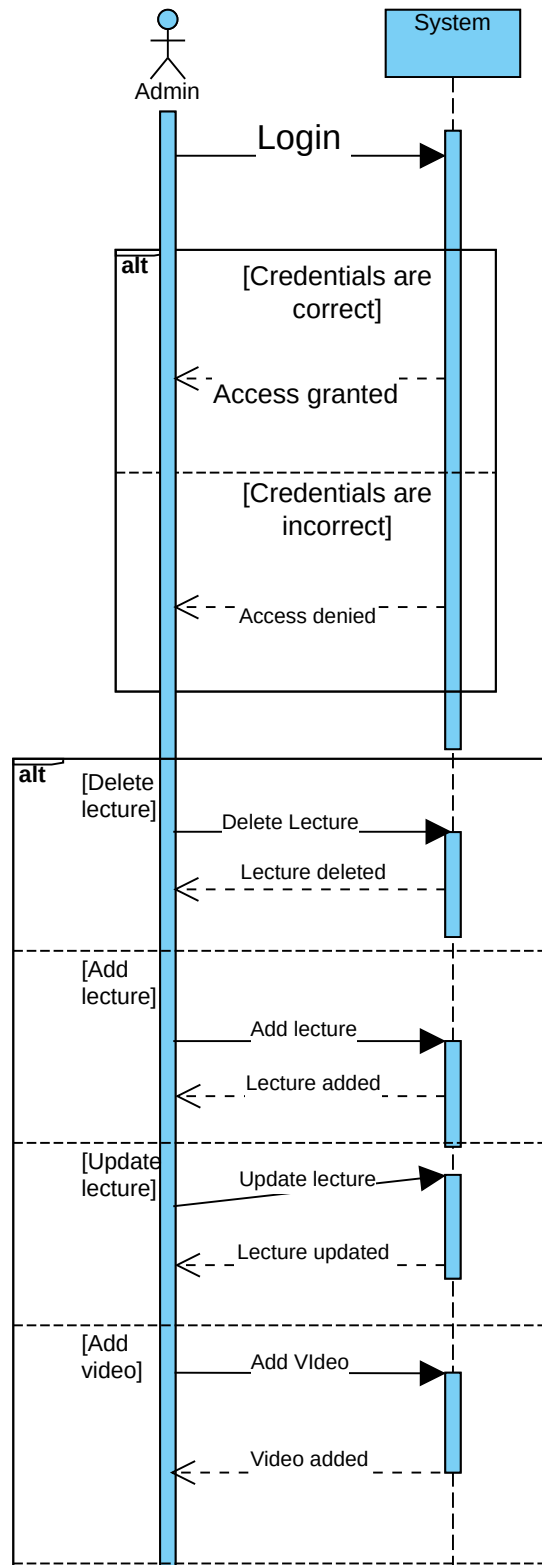 System
Admin
Login
alt
[Credentials are
correct]
Access granted
[Credentials are
incorrect]
Access denied
alt
[Delete
lecture]
Delete Lecture
Lecture deleted
[Add
lecture]
Add lecture
Lecture added
[Update
lecture]
Update lecture
Lecture updated
[Add
video]
Add VIdeo
Video added